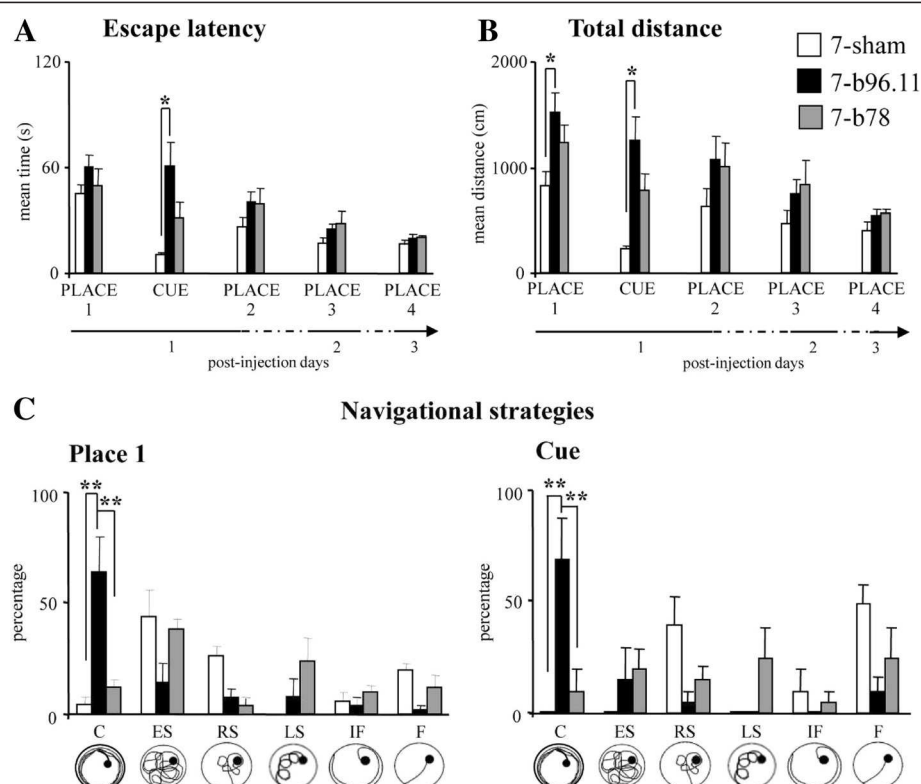 A Escape latency
B Total distance
7-sham
7-b96.11
7-b78
120
60
0
mean time (s)
*
PLACE 1
CUE
PLACE 2
PLACE 3
PLACE 4
1 2 3
post-injection days
2000
1000
0
mean distance (cm)
* *
PLACE 1
CUE
PLACE 2
PLACE 3
PLACE 4
1 2 3
post-injection days
C Navigational strategies
Place 1
100
50
0
percentage
** **
C ES RS LS IF F
Cue
100
50
0
percentage
** **
C ES RS LS IF F